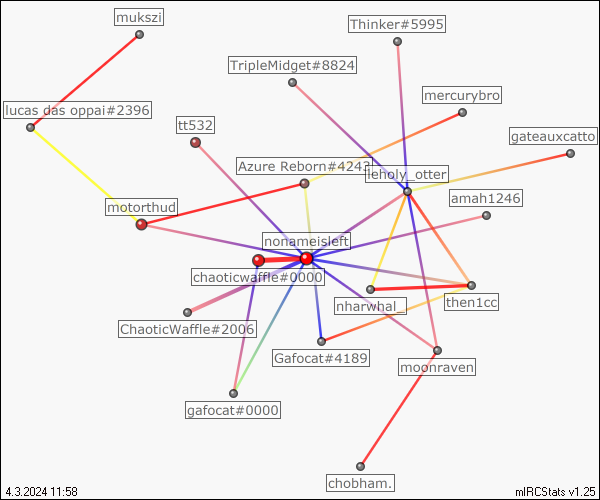 mukszi
Thinker#5995
TripleMidget#8824
mercurybro
lucas das oppai#2396
tt532
gateauxcatto
Azure Reborn#4243
leholy_otter
amah1246
motorthud
nonameisleft
chaoticwaffle#0000
nharwhal_
then1cc
ChaoticWaffle#2006
Gafocat#4189
moonraven
gafocat#0000
chobham.
4.3.2024 11:58
mIRCStats v1.25